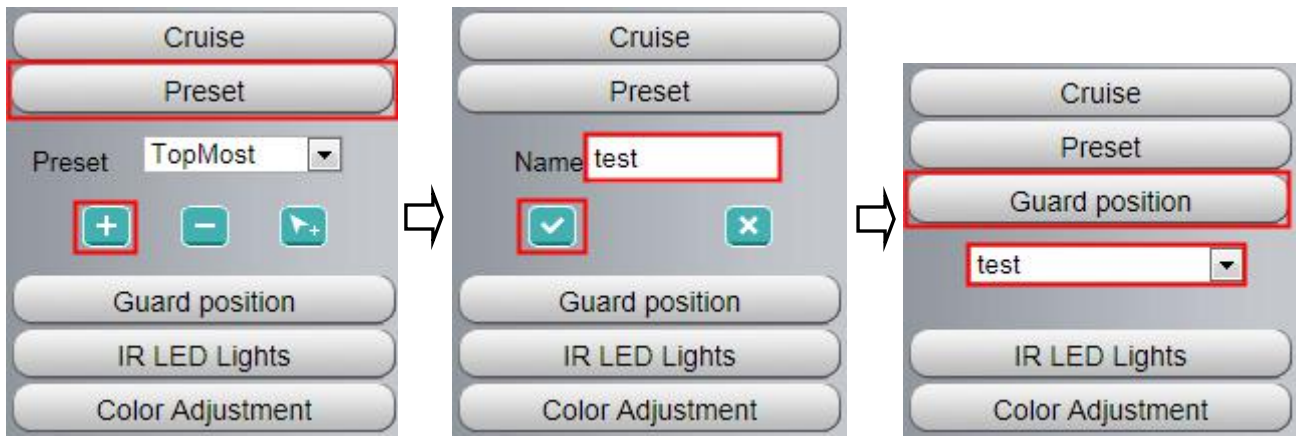 Cruise
Preset
Preset TopMost
Guard position
IR LED Lights
Color Adjustment
Cruise
Preset
Name test
Guard position
IR LED Lights
Color Adjustment
Cruise
Preset
Guard position
test
IR LED Lights
Color Adjustment